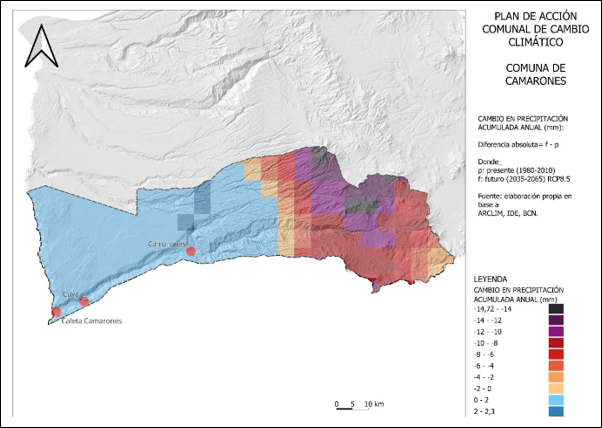 PLAN DE ACCIÓN
COMUNAL DE CAMBIO
CLIMÁTICO
COMUNA DE
CAMARONES
CAMBIO EN PRECIPITACIÓN
ACUMULADA ANUAL (mm):
Diferencia absoluta= f - p
Donde_
p: presente (1980-2010)
f: futuro (2035-2065) RCP8.5
Fuente: elaboración propia en
base a
ARCLIM, IDE, BCN.
Camarones
Cuya
Caleta Camarones
0 5 10 km
LEYENDA
CAMBIO EN PRECIPITACIÓN
ACUMULADA ANUAL (mm)
-14,72 - -14
-14 - -12
-12 - -10
-10 - -8
-8 - -6
-6 - -4
-4 - -2
-2 - 0
0 - 2
2 - 2,3